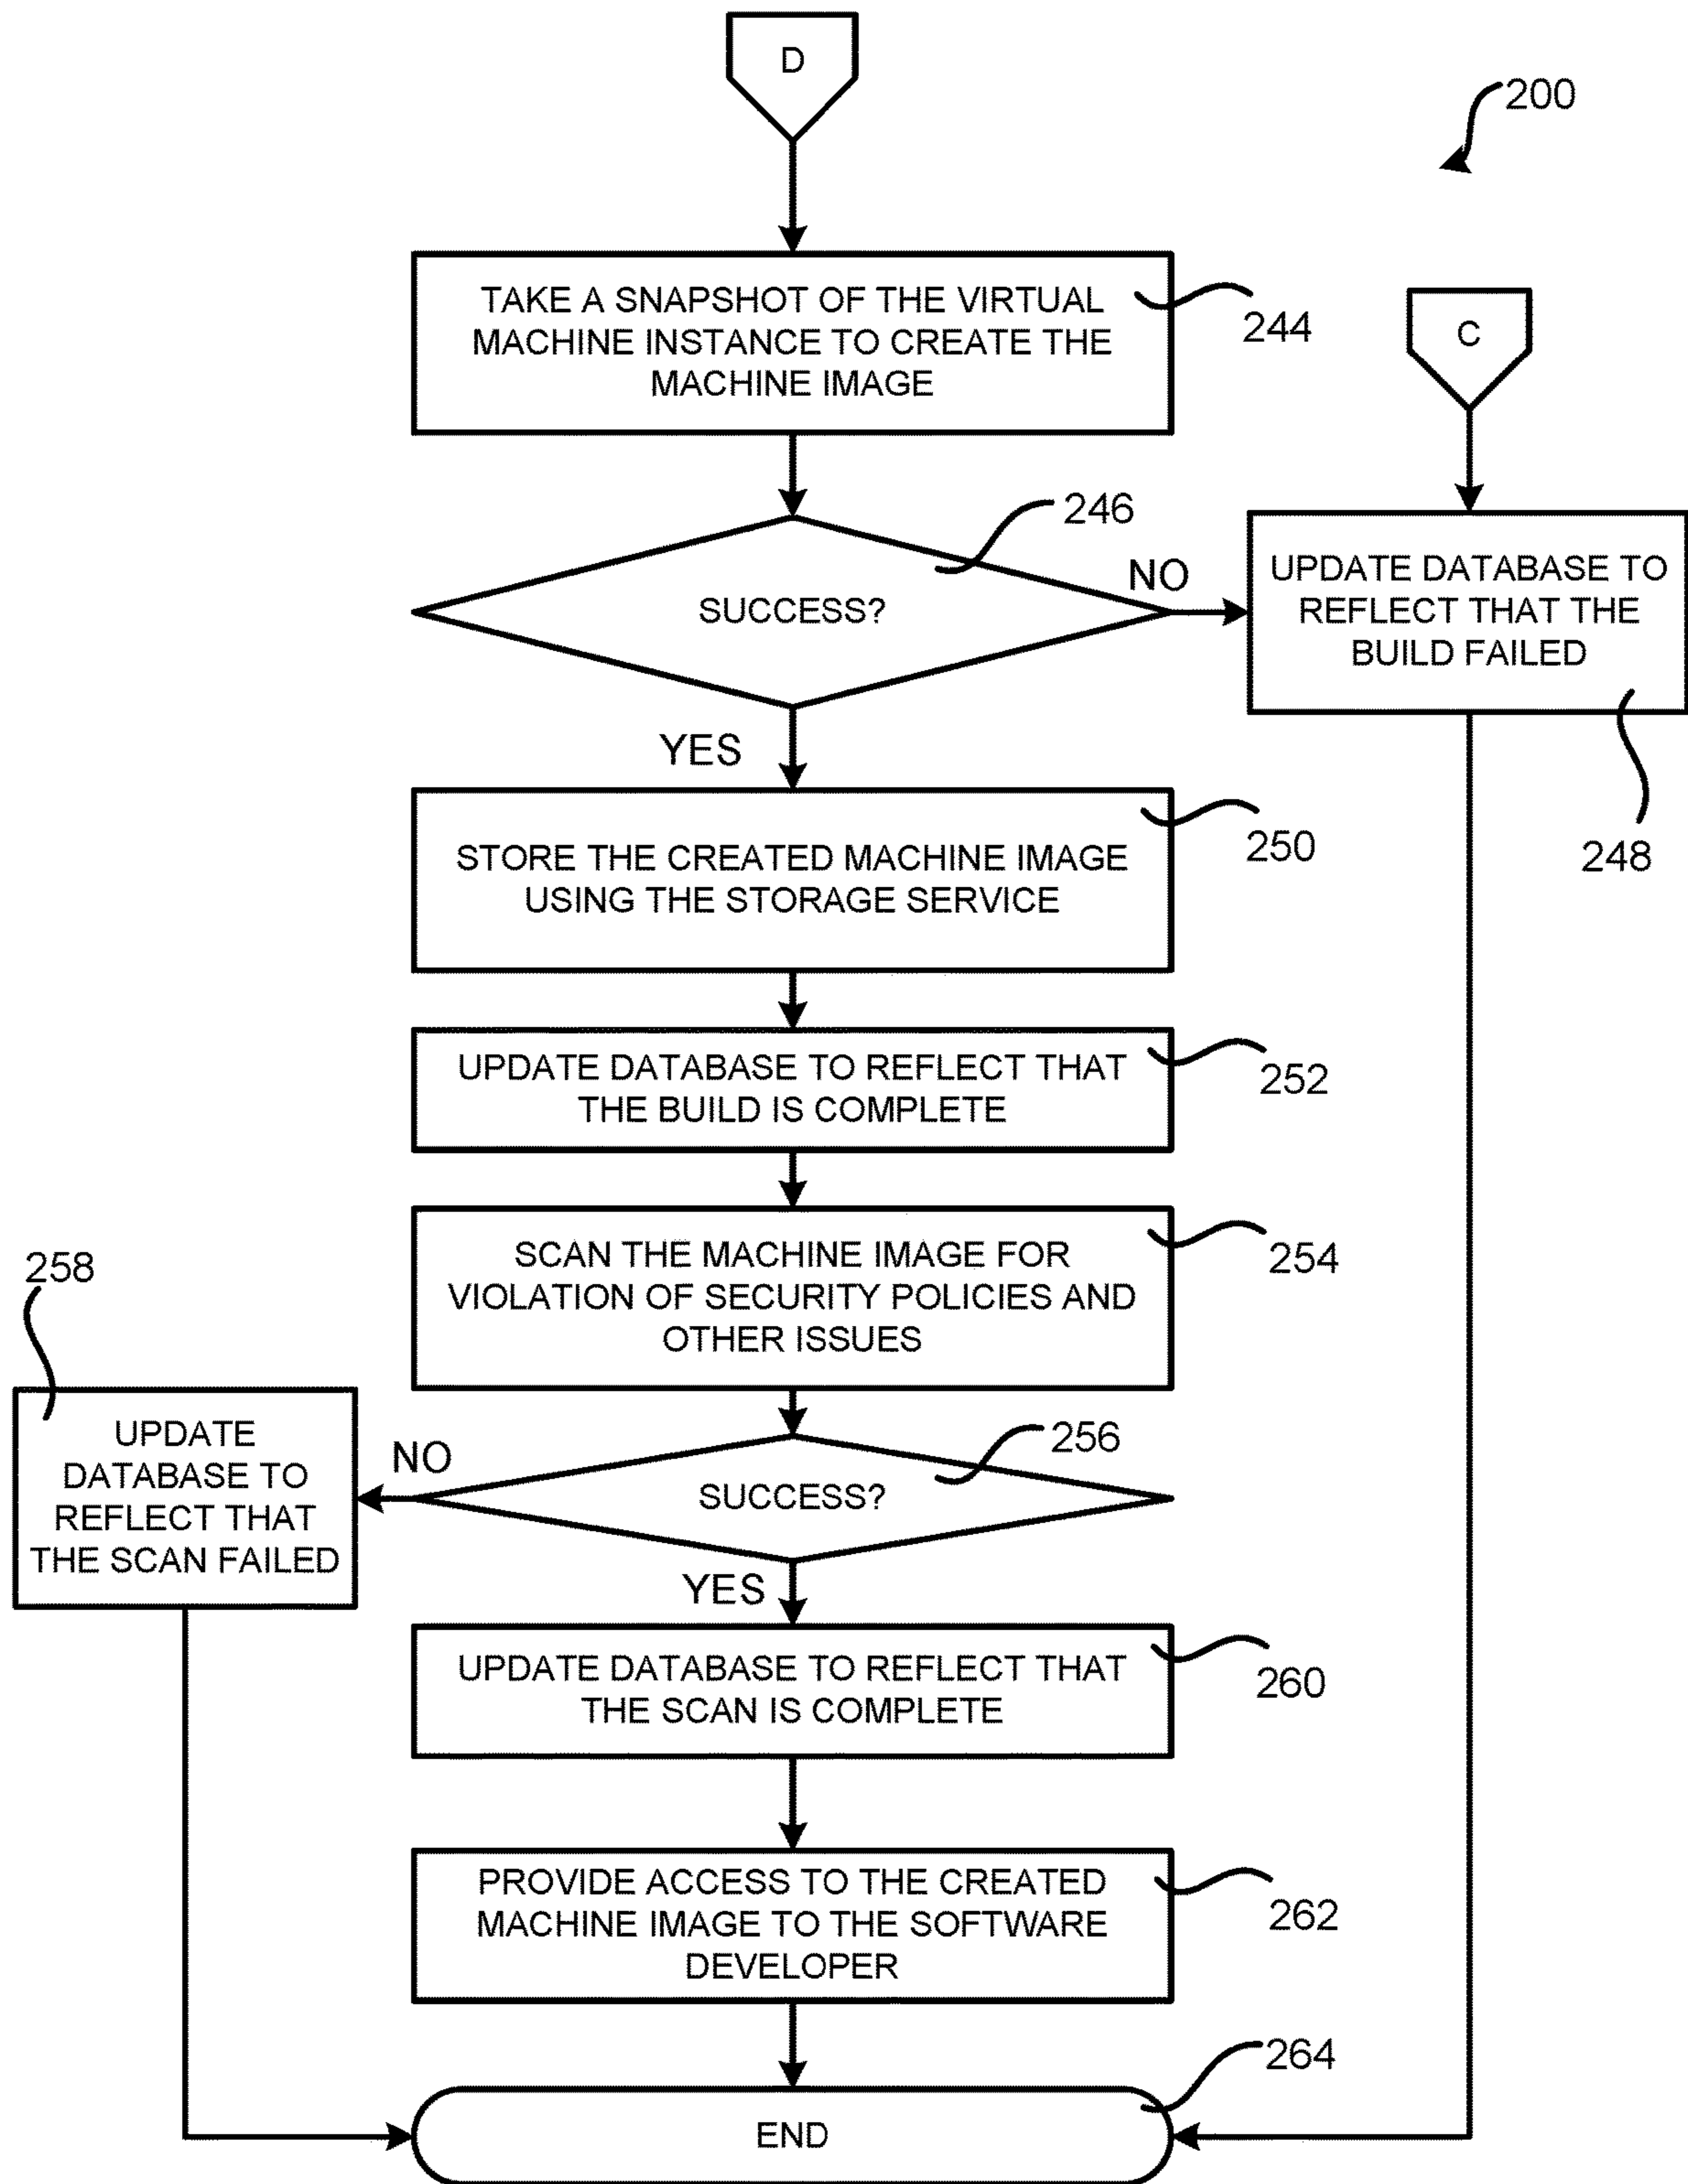 D
200
TAKE A SNAPSHOT OF THE VIRTUAL
MACHINE INSTANCE TO CREATE THE
MACHINE IMAGE
244
C
246
SUCCESS?
NO
UPDATE DATABASE TO
REFLECT THAT THE
BUILD FAILED
248
YES
STORE THE CREATED MACHINE IMAGE
USING THE STORAGE SERVICE
250
UPDATE DATABASE TO REFLECT THAT
THE BUILD IS COMPLETE
252
SCAN THE MACHINE IMAGE FOR
VIOLATION OF SECURITY POLICIES AND
OTHER ISSUES
254
258
UPDATE
DATABASE TO
REFLECT THAT
THE SCAN FAILED
NO
SUCCESS?
256
YES
UPDATE DATABASE TO REFLECT THAT
THE SCAN IS COMPLETE
260
PROVIDE ACCESS TO THE CREATED
MACHINE IMAGE TO THE SOFTWARE
DEVELOPER
262
264
END